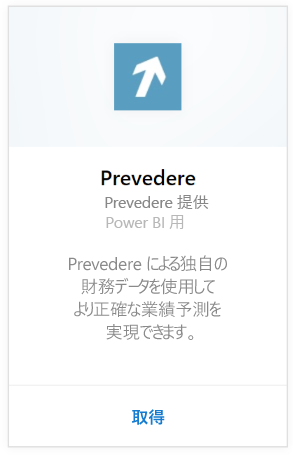 Prevedere
Prevedere 提供
Power BI 用
Prevedere による独自の
財務データを使用して
より正確な業績予測を
実現できます。
取得